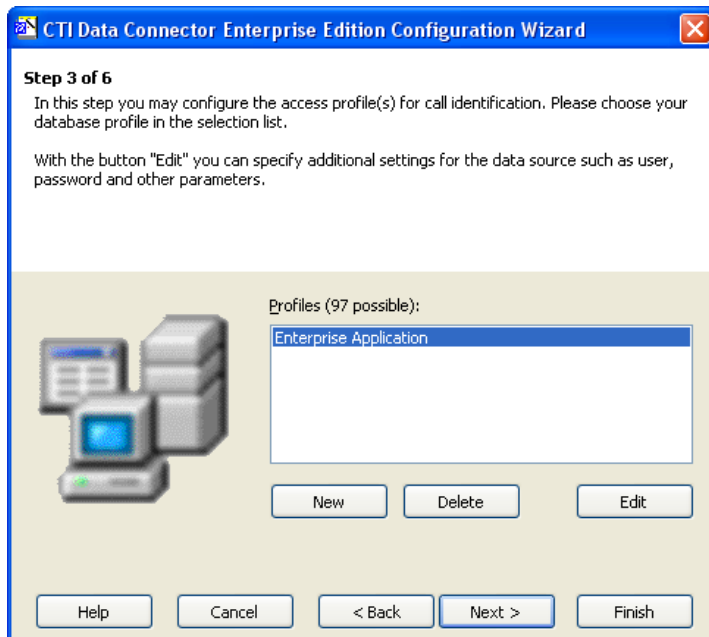 CTI Data Connector Enterprise Edition Configuration Wizard
Step 3 of 6
In this step you may configure the access profile(s) for call identification. Please choose your
database profile in the selection list.
With the button "Edit" you can specify additional settings for the data source such as user,
password and other parameters.
Profiles (97 possible):
Enterprise Application
New Delete Edit
Help Cancel < Back Next > Finish